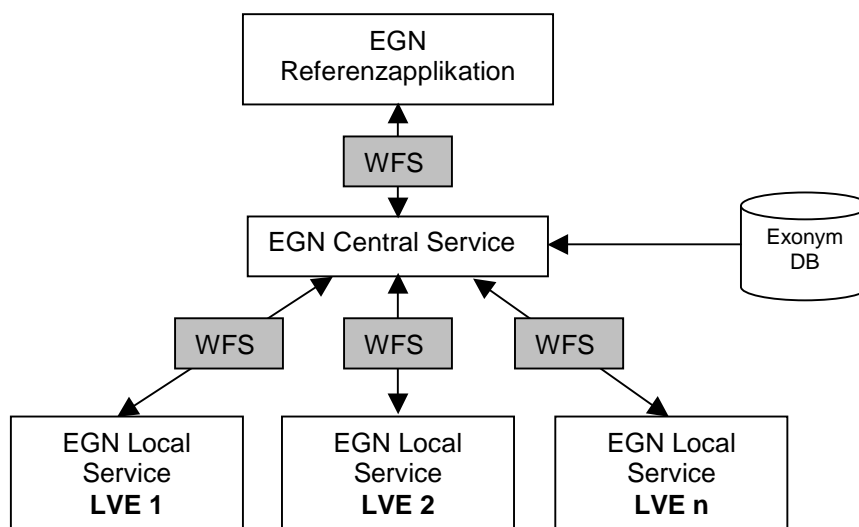 EGN
Referenzapplikation
WFS
EGN Central Service
Exonym
DB
WFS
WFS
WFS
EGN Local
Service
LVE 1
EGN Local
Service
LVE 2
EGN Local
Service
LVE n